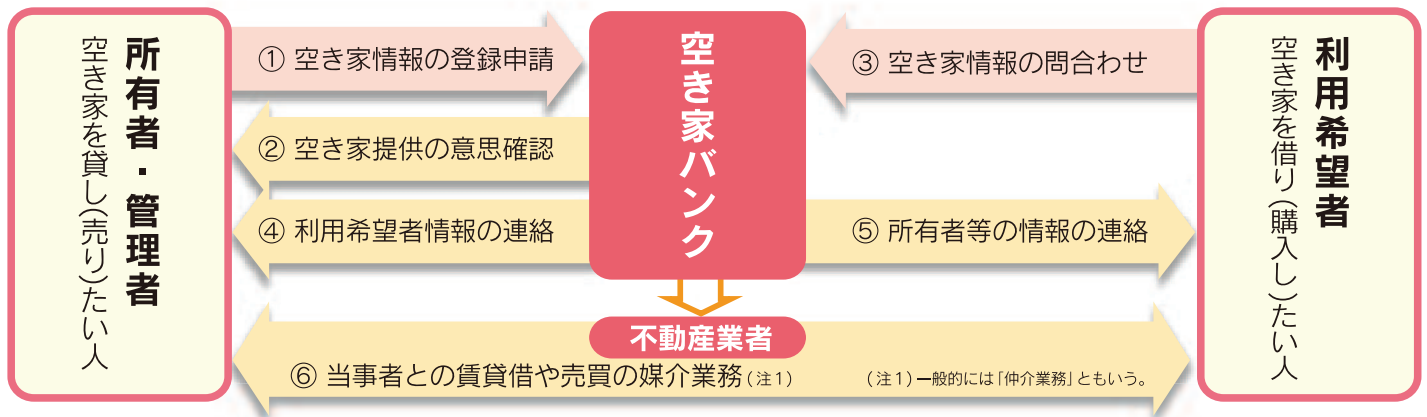 所有者・管理者
空き家を貸し(売り)たい人
① 空き家情報の登録申請
② 空き家提供の意思確認
④ 利用希望者情報の連絡
空き家バンク
③ 空き家情報の問合わせ
⑤ 所有者等の情報の連絡
利用希望者
空き家を借り(購入し)たい人
不動産業者
⑥ 当事者との賃貸借や売買の媒介業務(注1)
(注1)一般的には「仲介業務」ともいう。